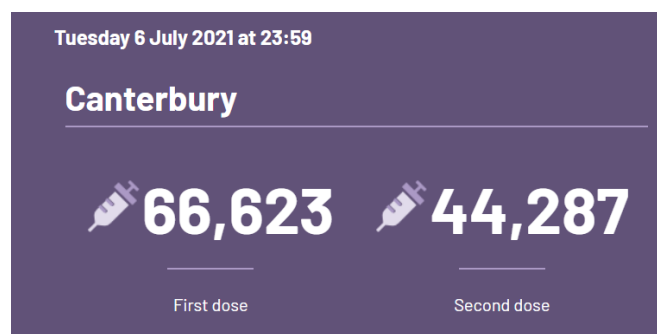 Tuesday 6 July 2021 at 23:59
Canterbury
66,623 44,287
First dose Second dose